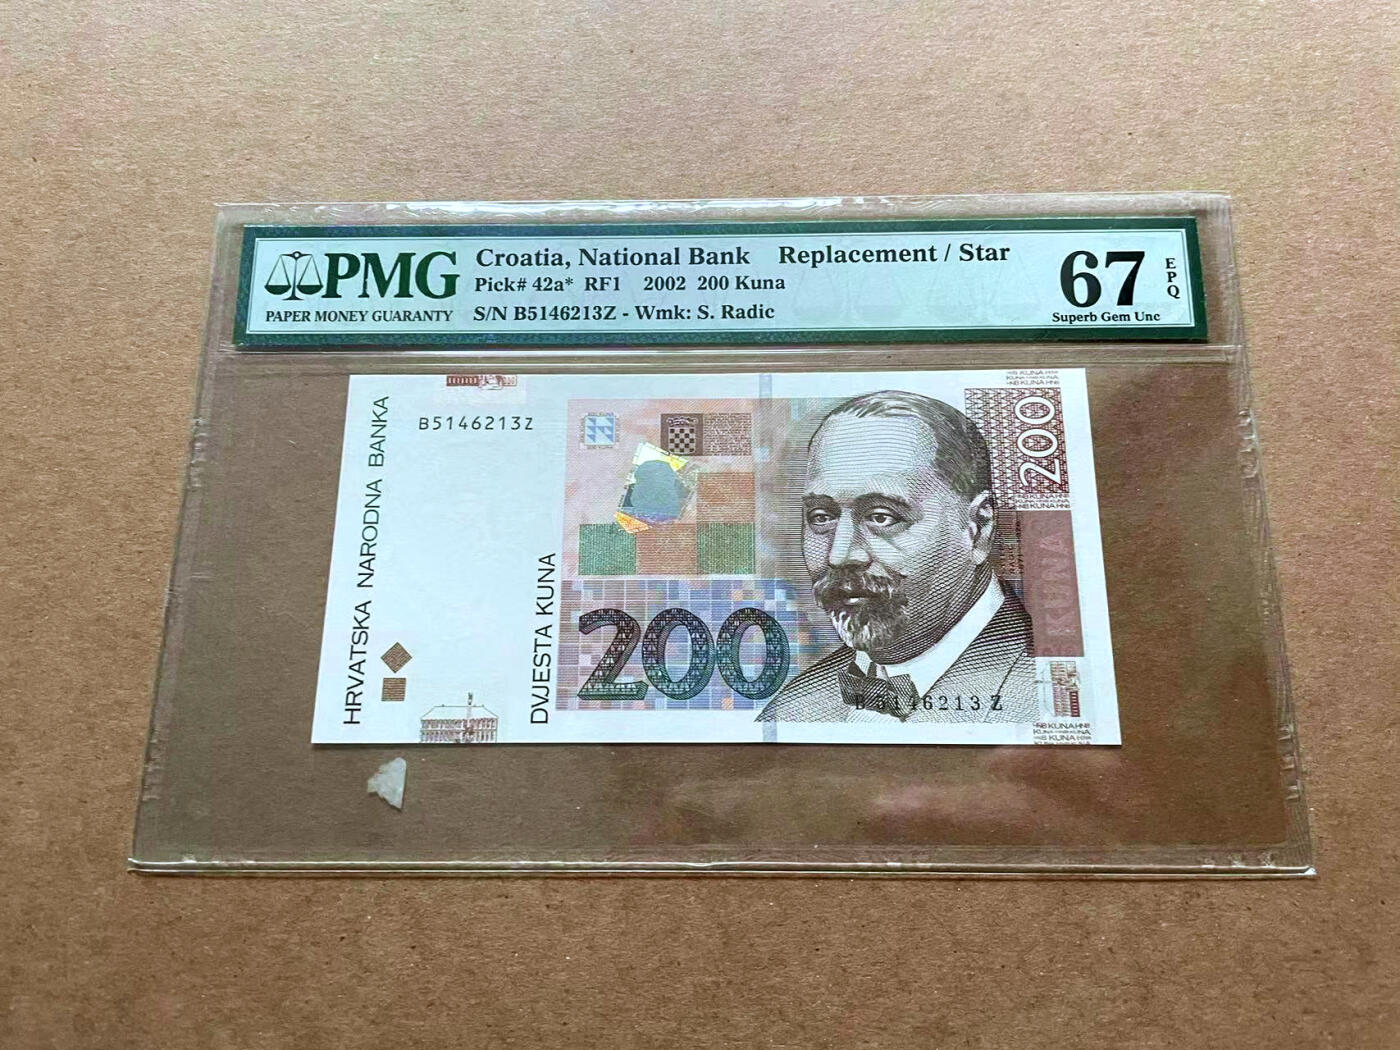 PMG
PAPER MONEY GUARANTY
Croatia, National Bank Replacement / Star
Pick# 42a* RF1 2002 200 Kuna
S/N B5146213Z - Wmk: S. Radic
67
EPQ
Superb Gem Unc
HRVATSKA NARODNA BANKA
B5146213Z
DVJESTA KUNA
200
200
KUNA
B5146213Z